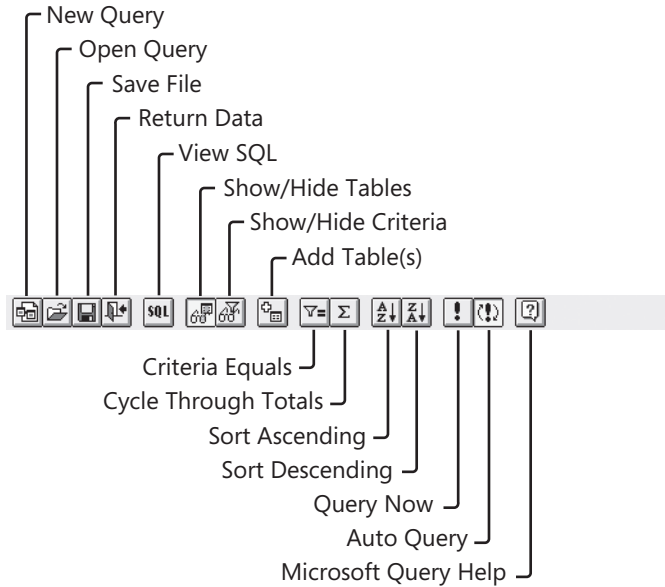 New Query
Open Query
Save File
Return Data
View SQL
Show/Hide Tables
Show/Hide Criteria
Add Table(s)
SQL
=
Σ
A
Z
Z
A
!
!
?
Criteria Equals
Cycle Through Totals
Sort Ascending
Sort Descending
Query Now
Auto Query
Microsoft Query Help